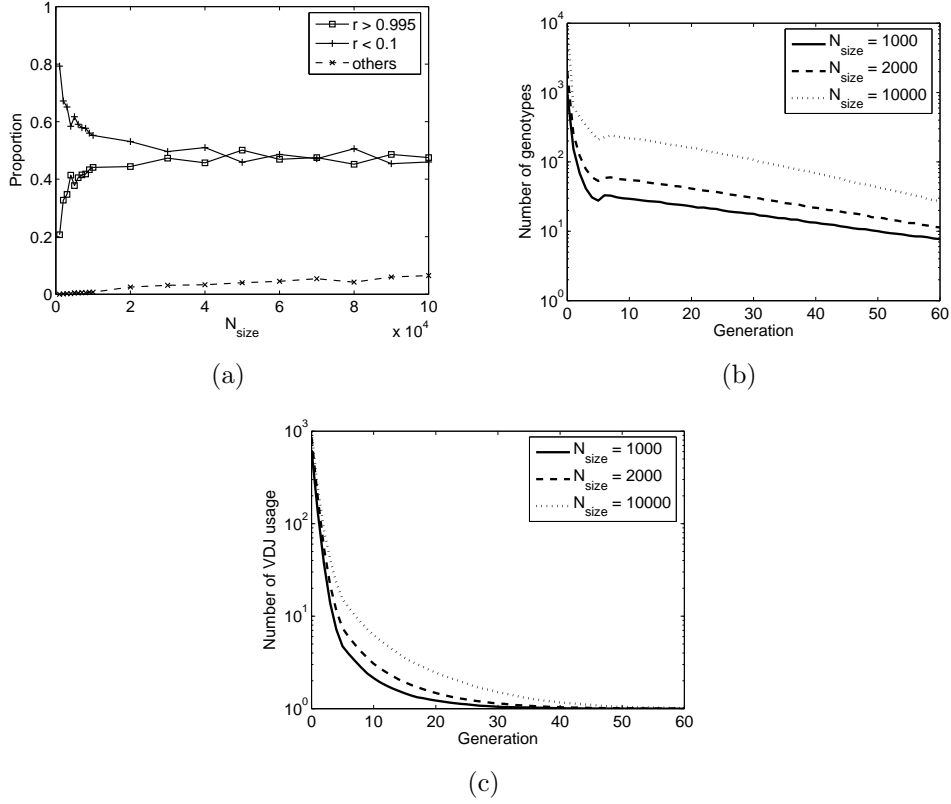 1
0.8
0.6
0.4
0.2
0
Proportion
0 2 4 6 8 10
N_size
x 10^4
r > 0.995
r < 0.1
others
(a)
10^4
10^3
10^2
10^1
10^0
Number of genotypes
0 10 20 30 40 50 60
Generation
N_size = 1000
N_size = 2000
N_size = 10000
(b)
10^3
10^2
10^1
10^0
Number of VDJ usage
0 10 20 30 40 50 60
Generation
N_size = 1000
N_size = 2000
N_size = 10000
(c)